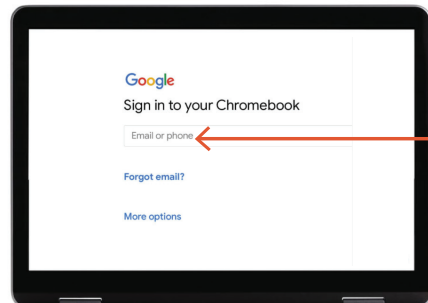 Google
Sign in to your Chromebook
Email or phone
Forgot email?
More options